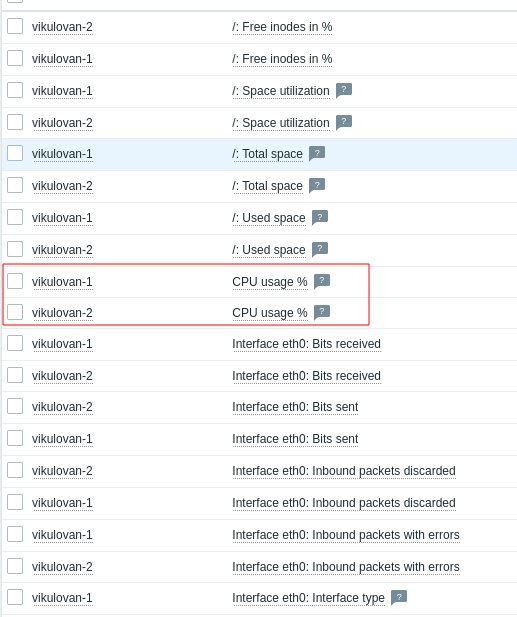 vikulovan-2 /: Free inodes in %
vikulovan-1 /: Free inodes in %
vikulovan-1 /: Space utilization ?
vikulovan-2 /: Space utilization ?
vikulovan-1 /: Total space ?
vikulovan-2 /: Total space ?
vikulovan-1 /: Used space ?
vikulovan-2 /: Used space ?
vikulovan-1 CPU usage % ?
vikulovan-2 CPU usage % ?
vikulovan-1 Interface eth0: Bits received
vikulovan-2 Interface eth0: Bits received
vikulovan-2 Interface eth0: Bits sent
vikulovan-1 Interface eth0: Bits sent
vikulovan-2 Interface eth0: Inbound packets discarded
vikulovan-1 Interface eth0: Inbound packets discarded
vikulovan-1 Interface eth0: Inbound packets with errors
vikulovan-2 Interface eth0: Inbound packets with errors
vikulovan-1 Interface eth0: Interface type ?